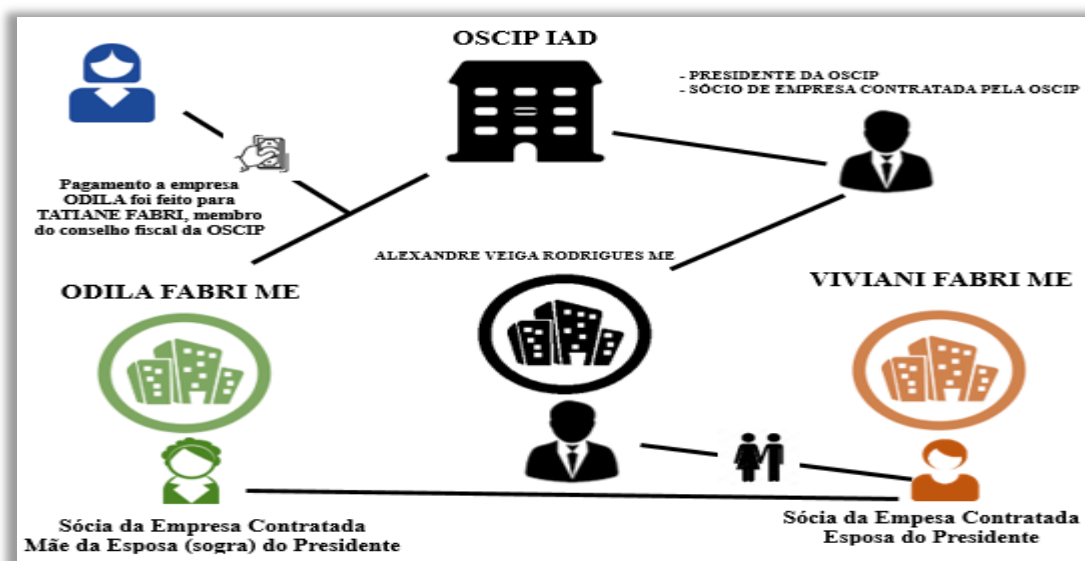 OSCIP IAD
- PRESIDENTE DA OSCIP
- SÓCIO DE EMPRESA CONTRATADA PELA OSCIP
Pagamento a empresa
ODILA foi feito para
TATIANE FABRI, membro
do conselho fiscal da OSCIP
ALEXANDRE VEIGA RODRIGUES ME
ODILA FABRI ME
VIVIANI FABRI ME
Sócia da Empresa Contratada
Mãe da Esposa (sogra) do Presidente
Sócia da Empesa Contratada
Esposa do Presidente